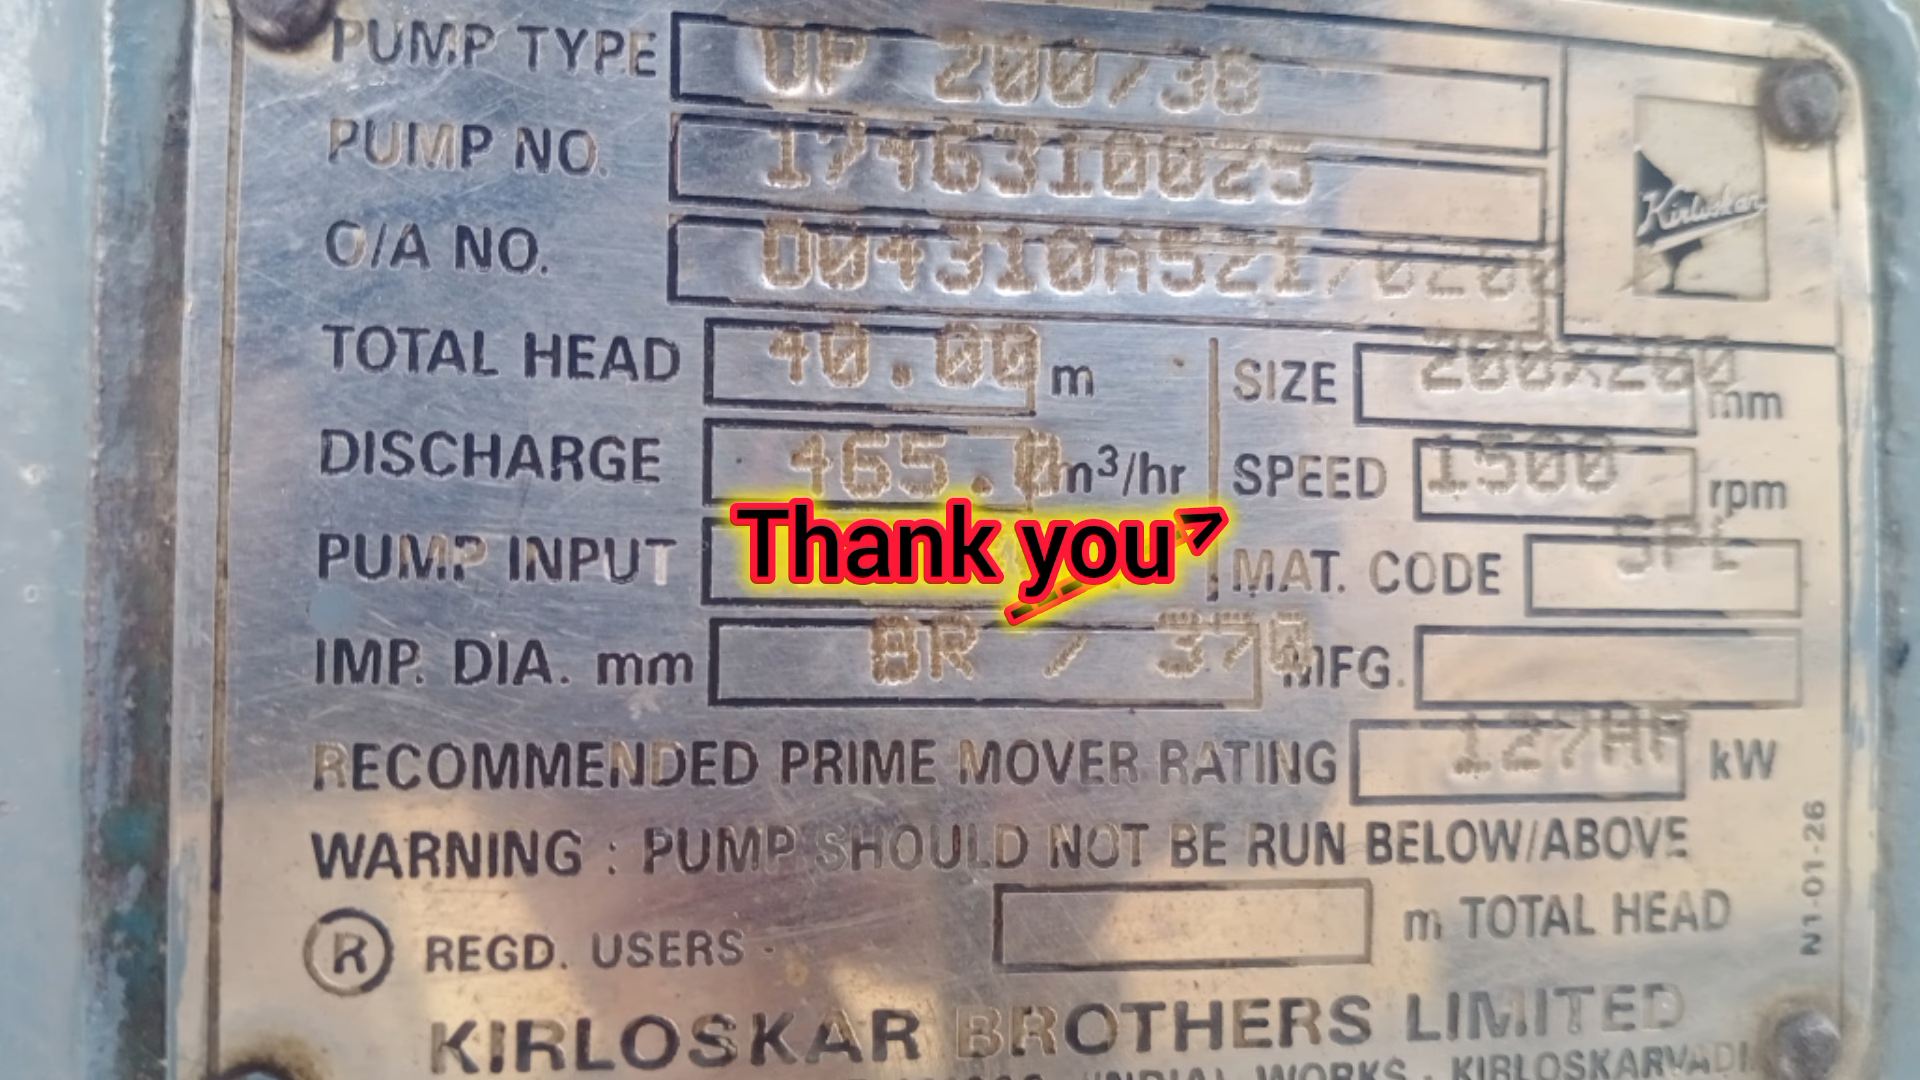 PUMP TYPE UP 200/38
PUMP NO. 1746310025
Kirloskar
O/A NO. 004310A521/0200
TOTAL HEAD 40.00 m SIZE 200x200 mm
DISCHARGE 465.0 m³/hr SPEED 1500 rpm
Thank you
PUMP INPUT MAT. CODE
IMP. DIA. mm BR / 370 MFG.
RECOMMENDED PRIME MOVER RATING 127HP kW
WARNING : PUMP SHOULD NOT BE RUN BELOW/ABOVE
m TOTAL HEAD
® REGD. USERS -
KIRLOSKAR BROTHERS LIMITED
WORKS . KIRLOSKARVADI
N1-01-26